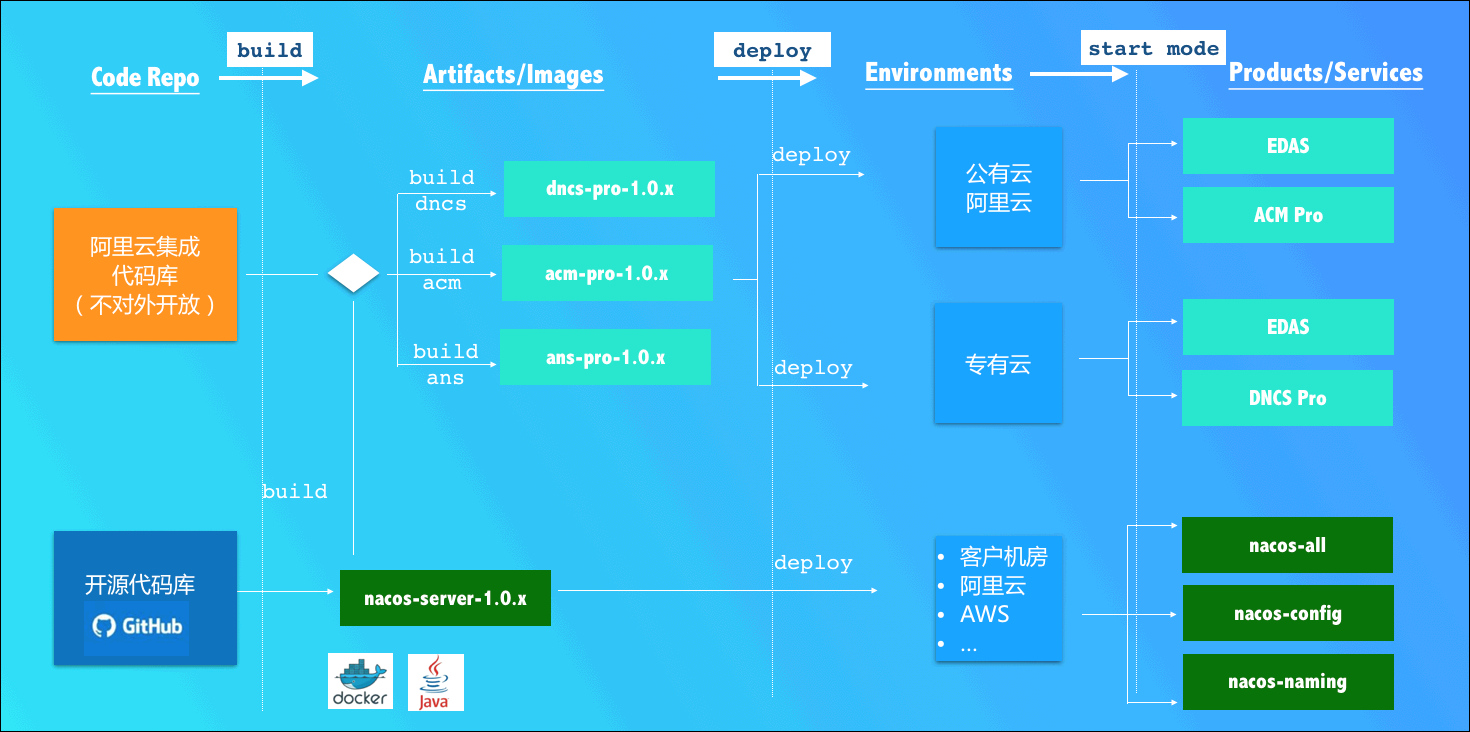 build
deploy
start mode
Code Repo
Artifacts/Images
Environments
Products/Services
阿里云集成
代码库
（不对外开放）
build
dncs
dncs-pro-1.0.x
build
acm
acm-pro-1.0.x
build
ans
ans-pro-1.0.x
deploy
公有云
阿里云
EDAS
ACM Pro
deploy
专有云
EDAS
DNCS Pro
build
开源代码库
GitHub
nacos-server-1.0.x
docker
Java
deploy
• 客户机房
• 阿里云
• AWS
• ...
nacos-all
nacos-config
nacos-naming